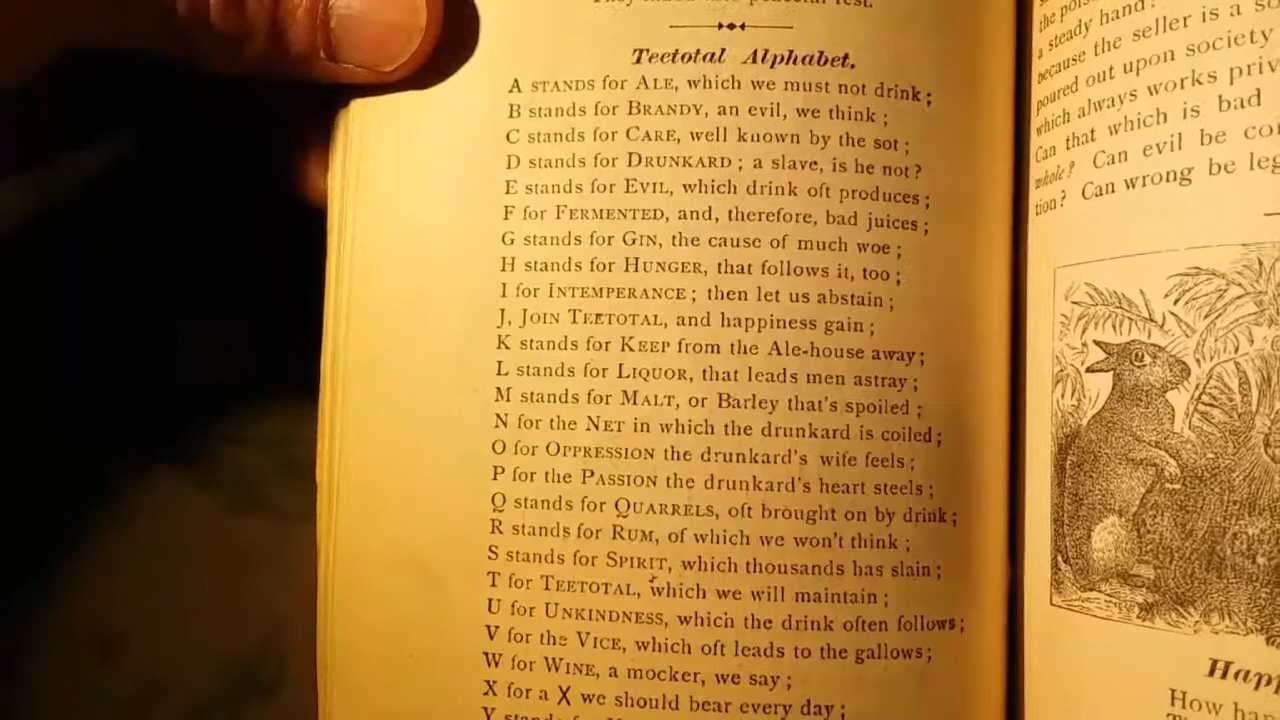 They faded into peaceful rest.
Teetotal Alphabet.
A STANDS for ALE, which we must not drink;
B stands for BRANDY, an evil, we think;
C stands for CARE, well known by the sot;
D stands for DRUNKARD; a slave, is he not?
E stands for EVIL, which drink oft produces;
F for FERMENTED, and, therefore, bad juices;
G stands for GIN, the cause of much woe;
H stands for HUNGER, that follows it, too;
I for INTEMPERANCE; then let us abstain;
J, JOIN TEETOTAL, and happiness gain;
K stands for KEEP from the Ale-house away;
L stands for LIQUOR, that leads men astray;
M stands for MALT, or Barley that's spoiled;
N for the NET in which the drunkard is coiled;
O for OPPRESSION the drunkard's wife feels;
P for the PASSION the drunkard's heart steels;
Q stands for QUARRELS, oft brought on by drink;
R stands for RUM, of which we won't think;
S stands for SPIRIT, which thousands has slain;
T for TEETOTAL, which we will maintain;
U for UNKINDNESS, which the drink often follows;
V for the VICE, which oft leads to the gallows;
W for WINE, a mocker, we say;
X for a X we should bear every day;
Y stands for
the
a steady hand?
because the seller is a
poured out upon society
which always works
Can that which is bad
whole? Can evil be
tion? Can wrong be
How